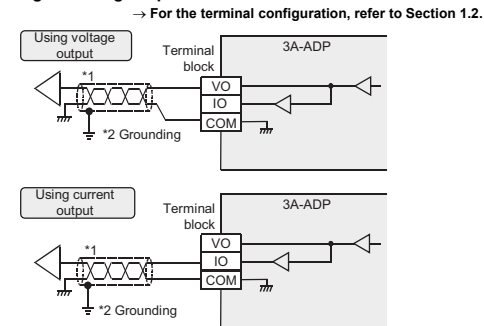 → For the terminal configuration, refer to Section 1.2.
Using voltage
output
Terminal
block
3A-ADP
*1
VO
IO
COM
*2 Grounding
Using current
output
Terminal
block
3A-ADP
*1
VO
IO
COM
*2 Grounding